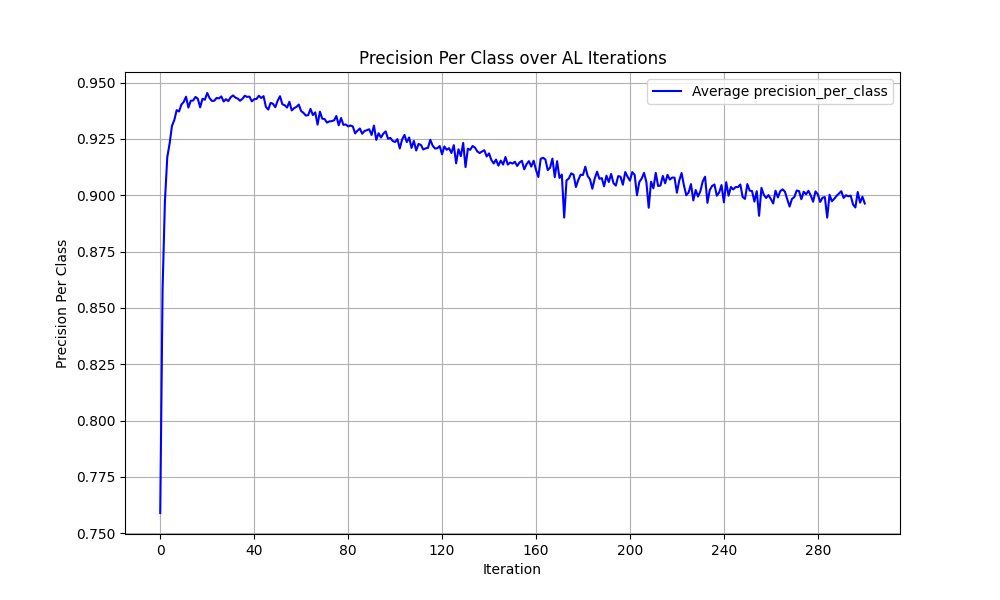 Precision Per Class over AL Iterations
Average precision_per_class
Precision Per Class
0.950
0.925
0.900
0.875
0.850
0.825
0.800
0.775
0.750
0 40 80 120 160 200 240 280
Iteration